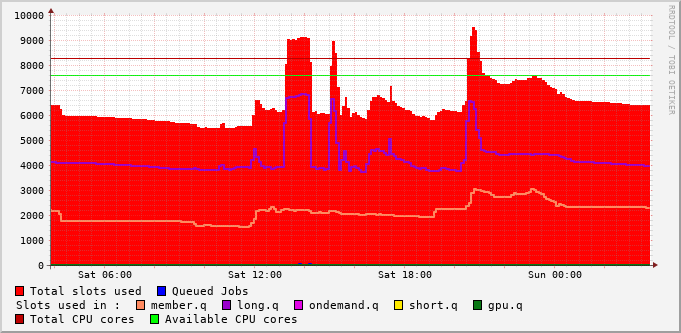 10000
9000
8000
7000
6000
5000
4000
3000
2000
1000
0
Sat 06:00 Sat 12:00 Sat 18:00 Sun 00:00
Total slots used Queued Jobs
Slots used in : member.q long.q ondemand.q short.q gpu.q
Total CPU cores Available CPU cores
RRDTOOL / TOBI OETIKER